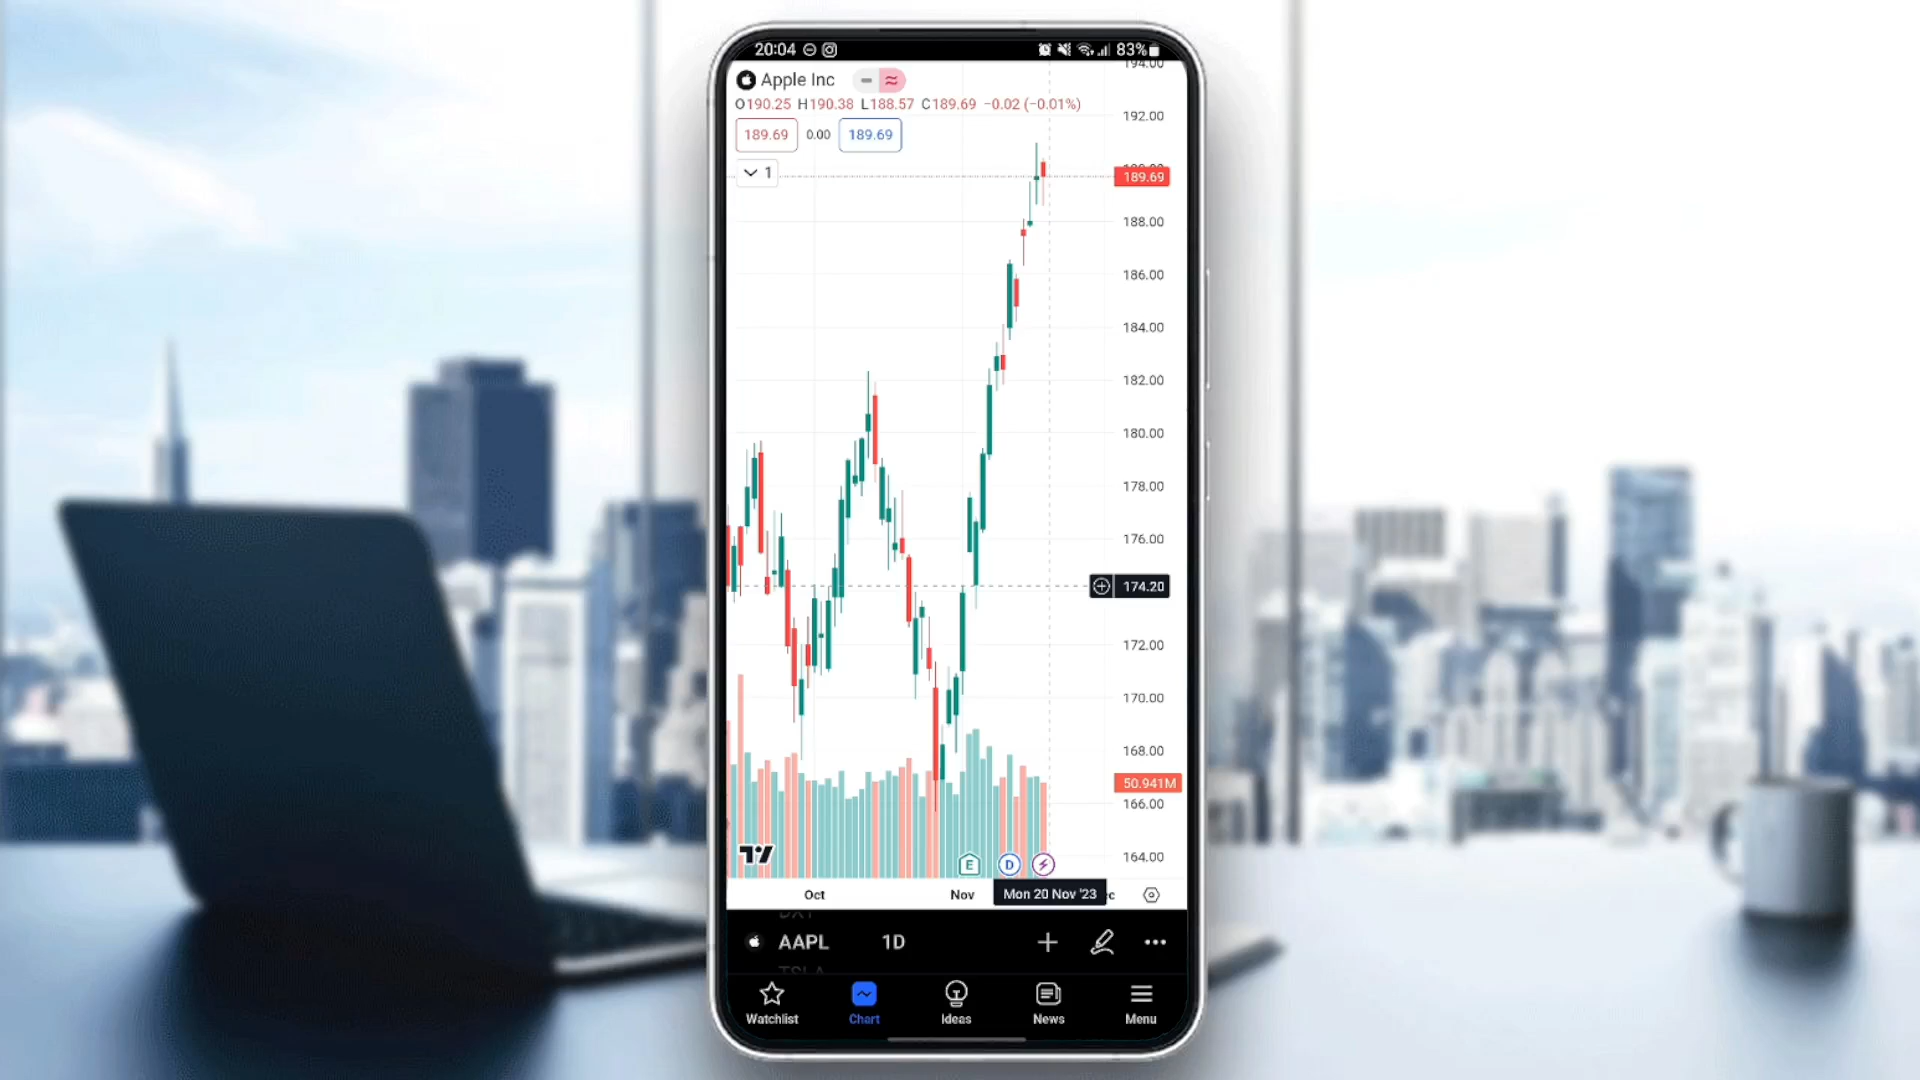 20:04 83%
194.00
Apple Inc
O190.25 H190.38 L188.57 C189.69 −0.02 (−0.01%)
192.00
189.69 0.00 189.69
1
189.69
188.00
186.00
184.00
182.00
180.00
178.00
176.00
174.20
172.00
170.00
168.00
50.941M
166.00
164.00
E D
Oct Nov Mon 20 Nov '23 c
AAPL 1D
TSLA
Watchlist Chart Ideas News Menu